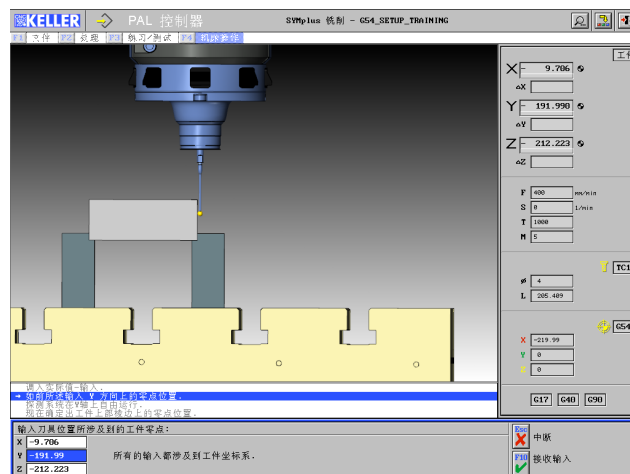 KELLER PAL 控制器 SYMplus 铣削 - G54_SETUP_TRAINING
F1 文件 F2 处理 F3 练习/测试 F4 机床操作
工件
X - 9.706
△X
Y - 191.990
△Y
Z - 212.223
△Z
F 400 mm/min
S 0 1/min
T 1000
M 5
TC1
ø 4
L 205.409
G54
X -219.99
Y 0
Z 0
G17 G40 G90
调入实际值-输入.
→ 如前所述输入 Y 方向上的零点位置.
探测系统在Y轴上自由运行.
现在确定出工件上部棱边上的零点位置.
输入刀具位置所涉及到的工件零点:
X -9.706
Y -191.99
Z -212.223
所有的输入都涉及到工件坐标系.
Esc 中断
F10 接收输入